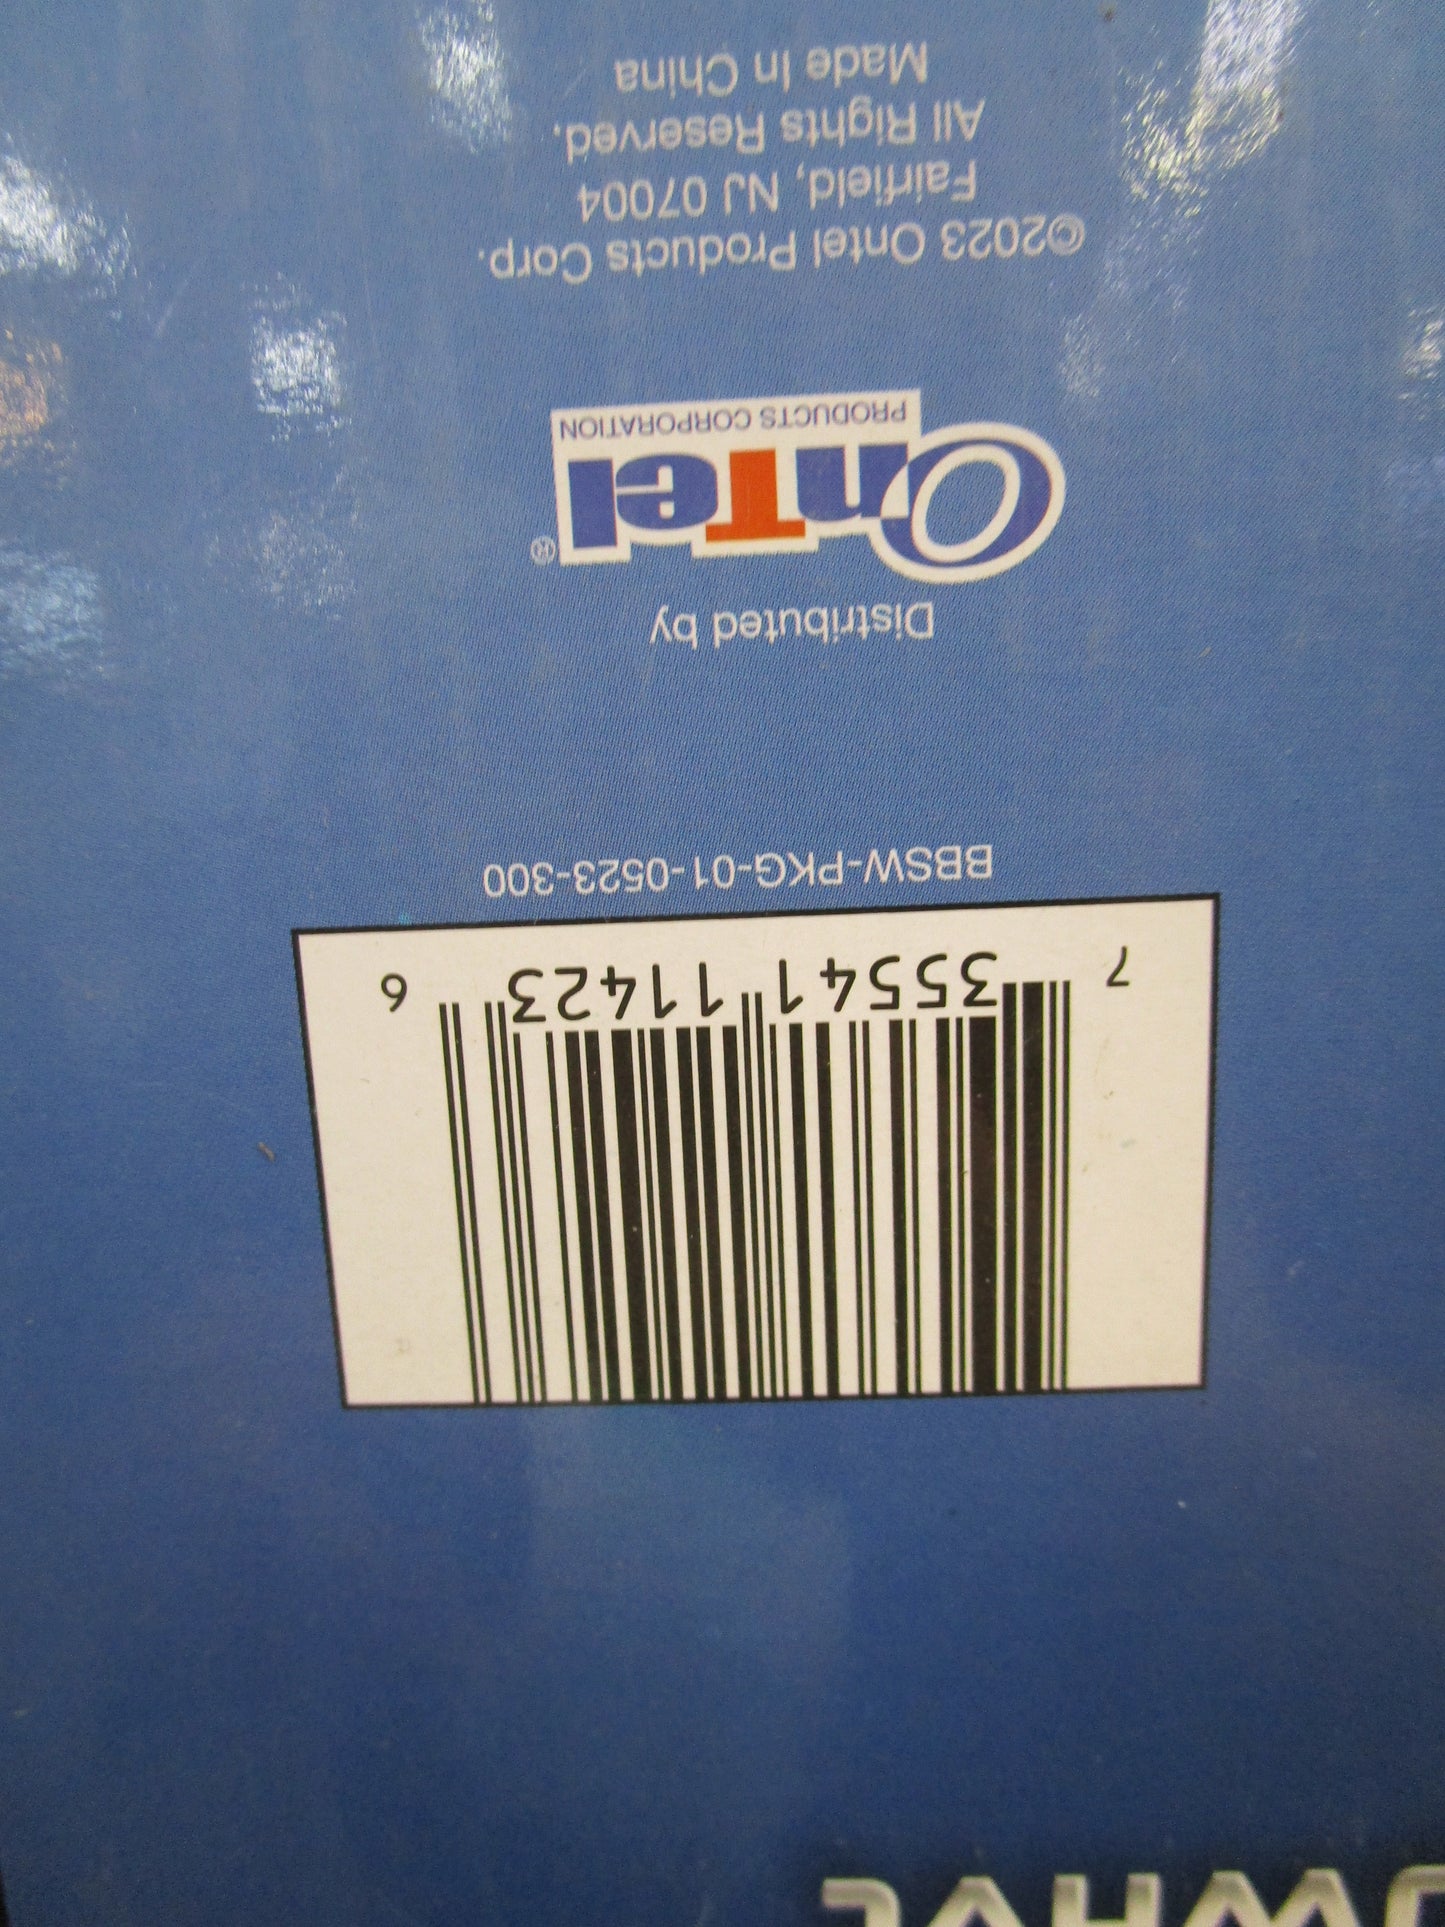 7 35541 11423 6
BBSW-PKG-01-0523-300
Distributed by
OnTel®
PRODUCTS CORPORATION
©2023 Ontel Products Corp.
Fairfield, NJ 07004
All Rights Reserved.
Made In China